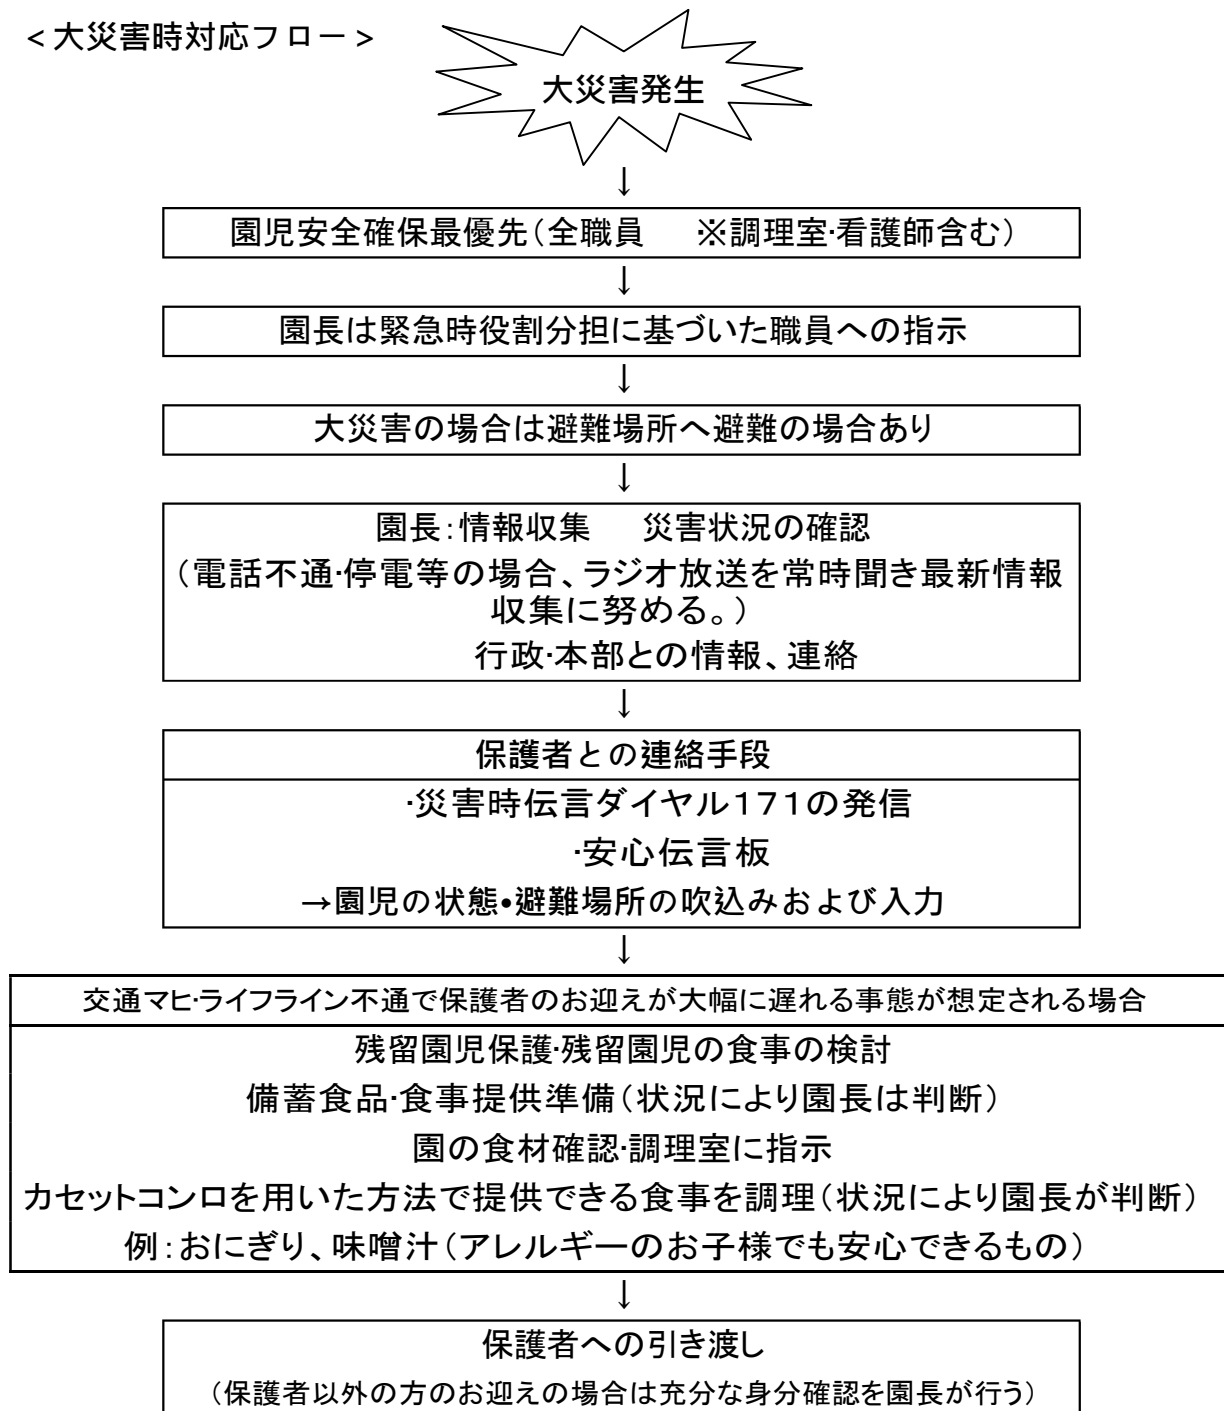 <大災害時対応フロー>
大災害発生
↓
園児安全確保最優先(全職員　※調理室・看護師含む)
↓
園長は緊急時役割分担に基づいた職員への指示
↓
大災害の場合は避難場所へ避難の場合あり
↓
園長:情報収集　災害状況の確認
(電話不通・停電等の場合、ラジオ放送を常時聞き最新情報
収集に努める。)
行政・本部との情報、連絡
↓
保護者との連絡手段
・災害時伝言ダイヤル171の発信
・安心伝言板
→園児の状態•避難場所の吹込みおよび入力
↓
交通マヒ・ライフライン不通で保護者のお迎えが大幅に遅れる事態が想定される場合
残留園児保護・残留園児の食事の検討
備蓄食品・食事提供準備(状況により園長は判断)
園の食材確認・調理室に指示
カセットコンロを用いた方法で提供できる食事を調理(状況により園長が判断)
例:おにぎり、味噌汁(アレルギーのお子様でも安心できるもの)
↓
保護者への引き渡し
(保護者以外の方のお迎えの場合は充分な身分確認を園長が行う)